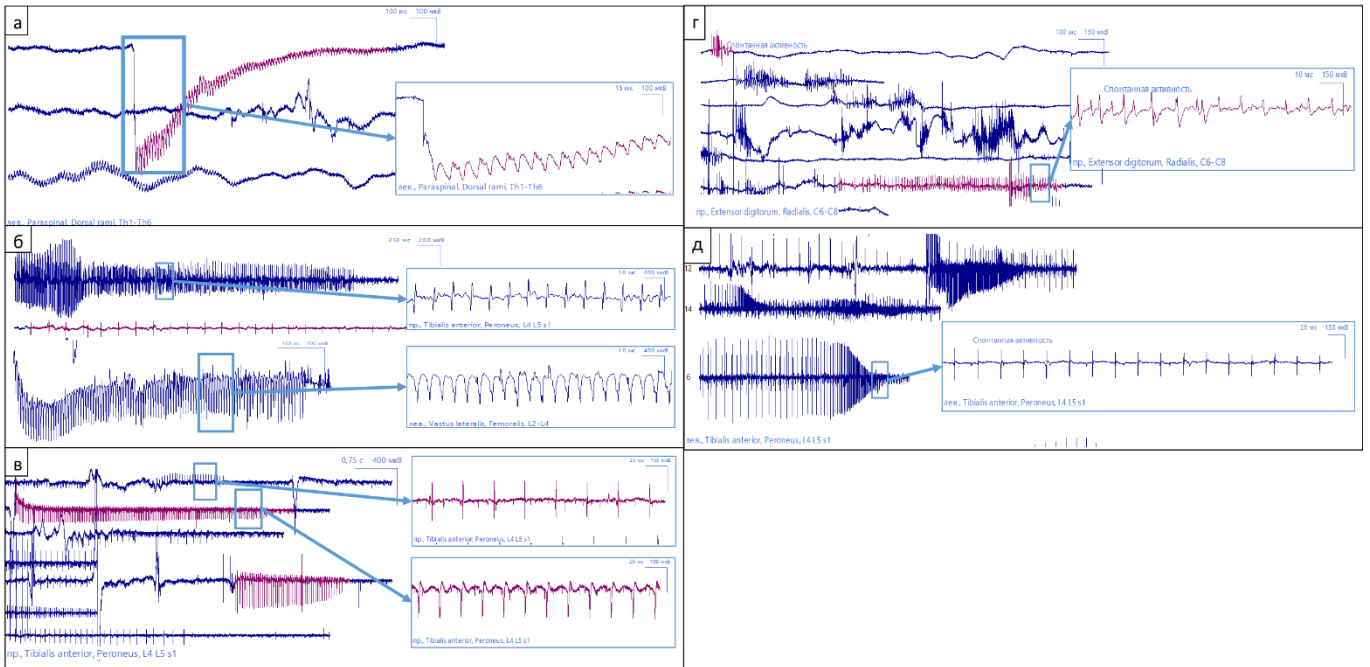 а
100 мс 100 мкВ
15 мс 100 мкВ
лев., Paraspinal, Dorsal rami, Th1-Th6
лев., Paraspinal, Dorsal rami, Th1-Th6
б
250 мс 200 мкВ
10 мс 200 мкВ
пр., Tibialis anterior, Peroneus, L4 L5 s1
100 мс 300 мкВ
10 мс 400 мкВ
лев., Vastus lateralis, Femoralis, L2-L4
в
0,75 с 400 мкВ
25 мс 100 мкВ
пр., Tibialis anterior, Peroneus, L4 L5 s1
25 мс 100 мкВ
пр., Tibialis anterior, Peroneus, L4 L5 s1
пр., Tibialis anterior, Peroneus, L4 L5 s1
г
100 мс 150 мкВ
Спонтанная активность
10 мс 150 мкВ
Спонтанная активность
пр., Extensor digitorum, Radialis, C6-C8
пр., Extensor digitorum, Radialis, C6-C8
д
12
14
20 мс 150 мкВ
Спонтанная активность
6
лев., Tibialis anterior, Peroneus, L4 L5 s1
лев., Tibialis anterior, Peroneus, L4 L5 s1